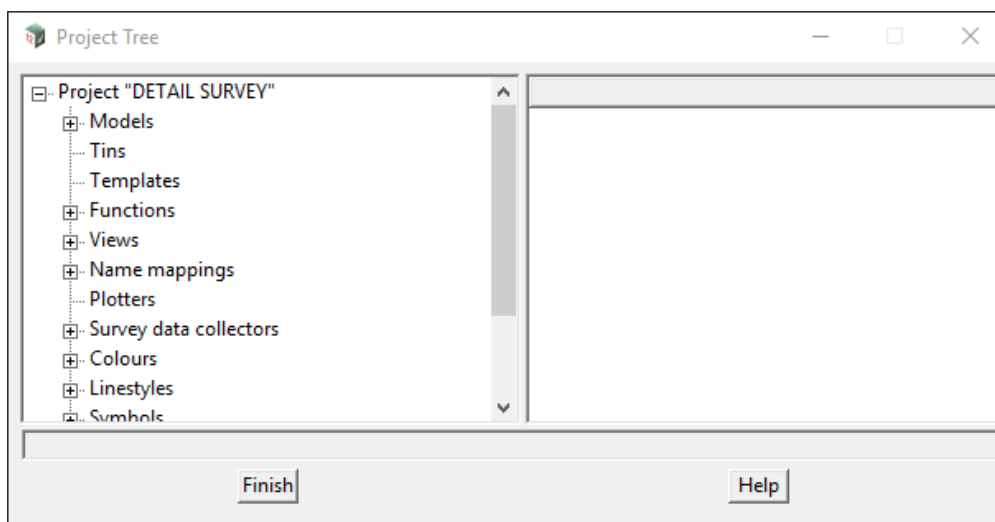 Project Tree
Project "DETAIL SURVEY"
Models
Tins
Templates
Functions
Views
Name mappings
Plotters
Survey data collectors
Colours
Linestyles
Symbols
Finish
Help